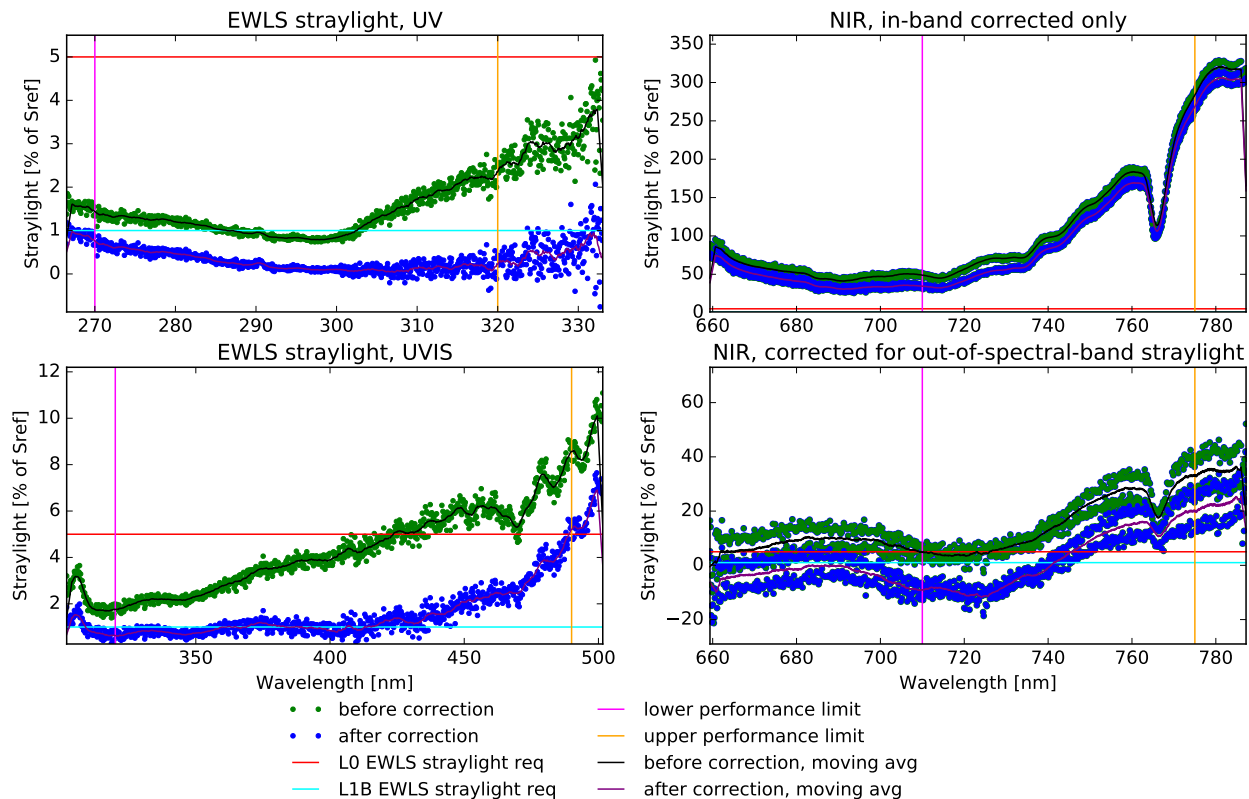 EWLS straylight, UV
Straylight [% of Sref]
5
4
3
2
1
0
270 280 290 300 310 320 330
NIR, in-band corrected only
Straylight [% of Sref]
350
300
250
200
150
100
50
0
660 680 700 720 740 760 780
EWLS straylight, UVIS
Straylight [% of Sref]
12
10
8
6
4
2
350 400 450 500
Wavelength [nm]
NIR, corrected for out-of-spectral-band straylight
Straylight [% of Sref]
60
40
20
0
−20
660 680 700 720 740 760 780
Wavelength [nm]
before correction
after correction
L0 EWLS straylight req
L1B EWLS straylight req
lower performance limit
upper performance limit
before correction, moving avg
after correction, moving avg